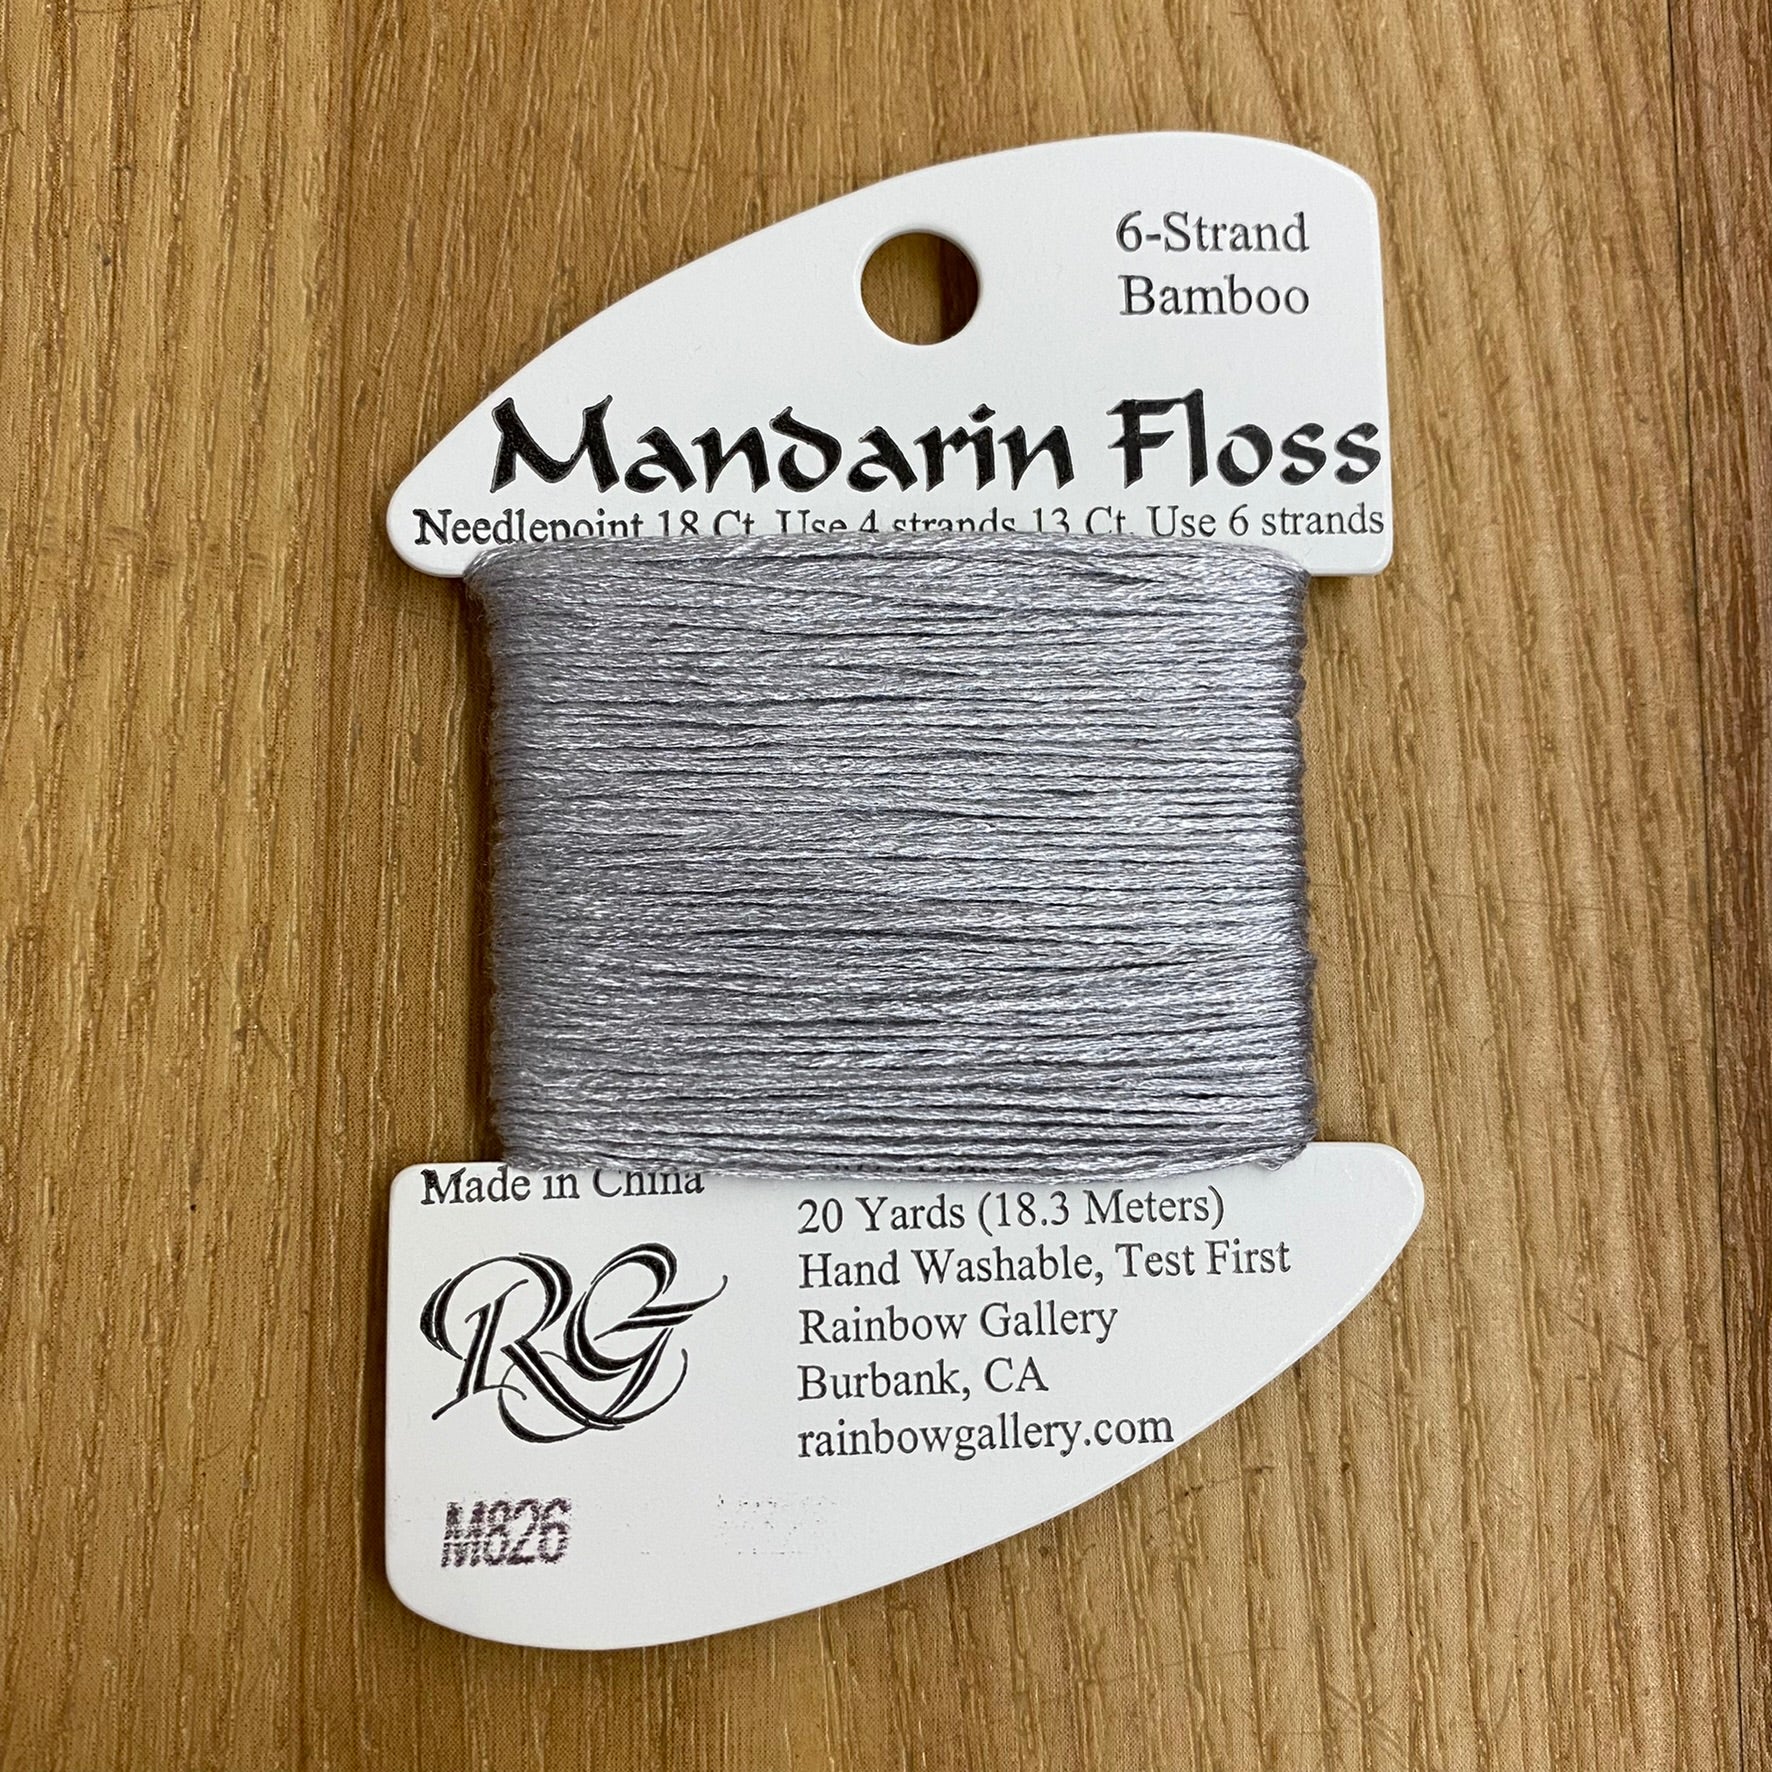 6-Strand
Bamboo
Mandarin Floss
Needlepoint 18 Ct. Use 4 strands 13 Ct. Use 6 strands
Made in China
20 Yards (18.3 Meters)
Hand Washable, Test First
Rainbow Gallery
Burbank, CA
rainbowgallery.com
RG
M826